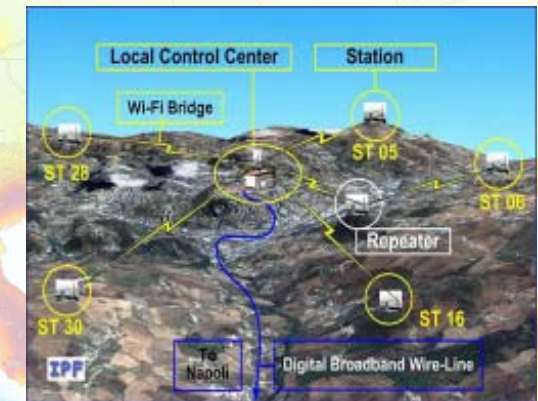 Local Control Center
Station
Wi-Fi Bridge
ST 28
ST 05
ST 06
Repeater
ST 30
ST 16
IPF
To
Napoli
Digital Broadband Wire-Line